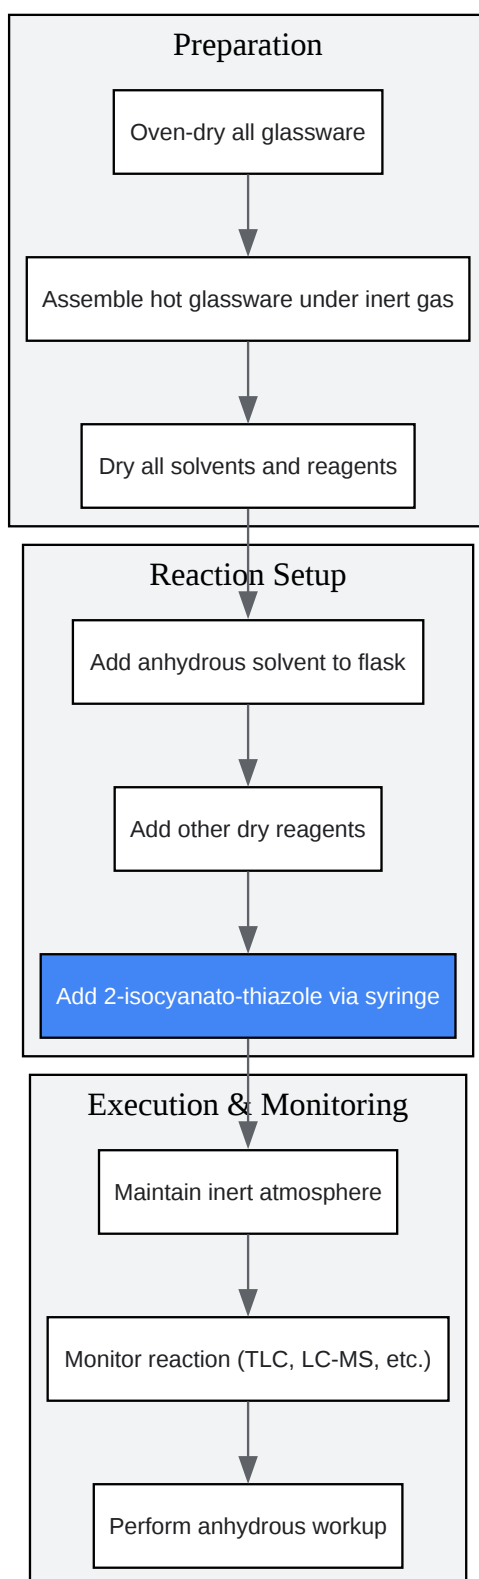 Preparation
Oven-dry all glassware
Assemble hot glassware under inert gas
Dry all solvents and reagents
Reaction Setup
Add anhydrous solvent to flask
Add other dry reagents
Add 2-isocyanato-thiazole via syringe
Execution & Monitoring
Maintain inert atmosphere
Monitor reaction (TLC, LC-MS, etc.)
Perform anhydrous workup